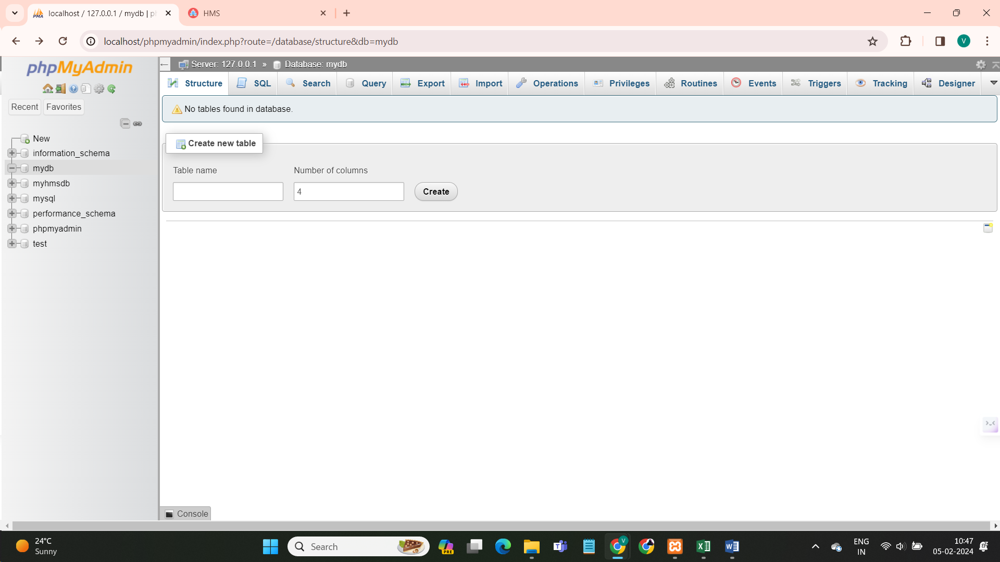 localhost / 127.0.0.1 / mydb | p
HMS
localhost/phpmyadmin/index.php?route=/database/structure&db=mydb
V
phpMyAdmin
Recent
Favorites
New
information_schema
mydb
myhmsdb
mysql
performance_schema
phpmyadmin
test
Server: 127.0.0.1 » Database: mydb
Structure
SQL
Search
Query
Export
Import
Operations
Privileges
Routines
Events
Triggers
Tracking
Designer
No tables found in database.
Create new table
Table name
Number of columns
4
Create
Console
24°C
Sunny
Search
PRE
ENG
IN
10:47
05-02-2024